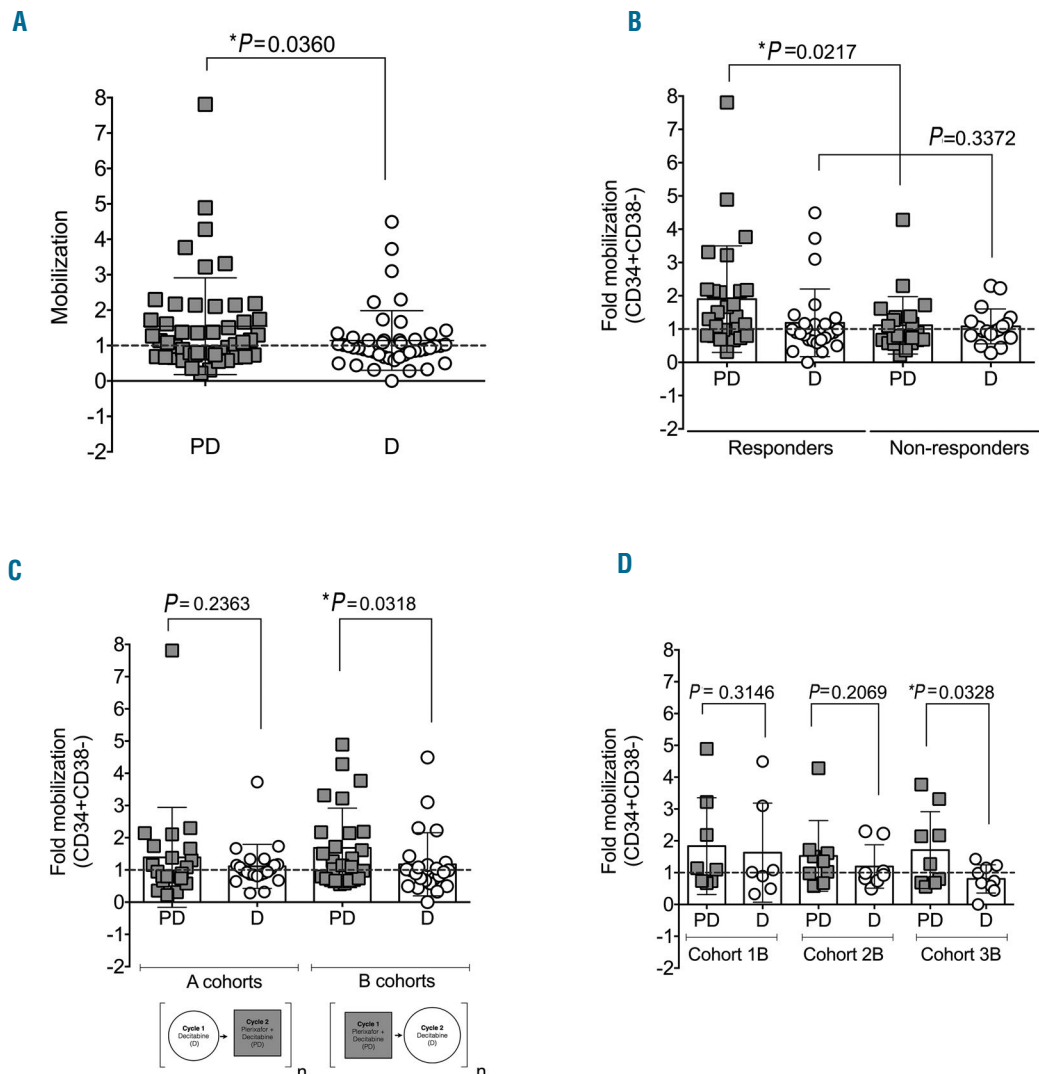 A
*P=0.0360
Mobilization
8
7
6
5
4
3
2
1
0
-1
-2
PD D
B
*P=0.0217
P=0.3372
Fold mobilization
(CD34+CD38-)
8
7
6
5
4
3
2
1
0
-1
-2
PD D PD D
Responders Non-responders
C
P=0.2363 *P=0.0318
Fold mobilization
(CD34+CD38-)
8
7
6
5
4
3
2
1
0
-1
-2
PD D PD D
A cohorts B cohorts
Cycle 1
Decitabine
(D)
Cycle 2
Plerixafor +
Decitabine
(PD)
n
Cycle 1
Plerixafor +
Decitabine
(PD)
Cycle 2
Decitabine
(D)
n
D
P = 0.3146 P=0.2069 *P=0.0328
Fold mobilization
(CD34+CD38-)
8
7
6
5
4
3
2
1
0
-1
-2
PD D PD D PD D
Cohort 1B Cohort 2B Cohort 3B